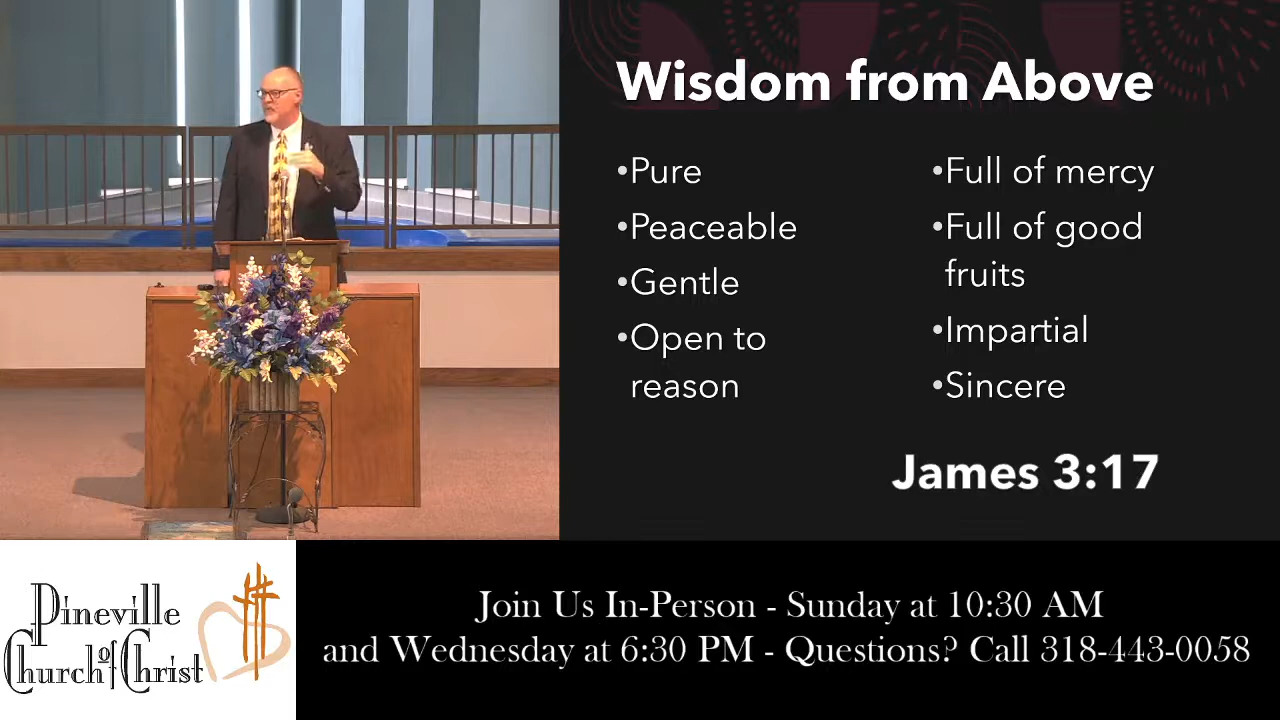 Wisdom from Above
•Pure
•Peaceable
•Gentle
•Open to
reason
•Full of mercy
•Full of good
fruits
•Impartial
•Sincere
James 3:17
Pineville
Church of Christ
Join Us In-Person - Sunday at 10:30 AM
and Wednesday at 6:30 PM - Questions? Call 318-443-0058